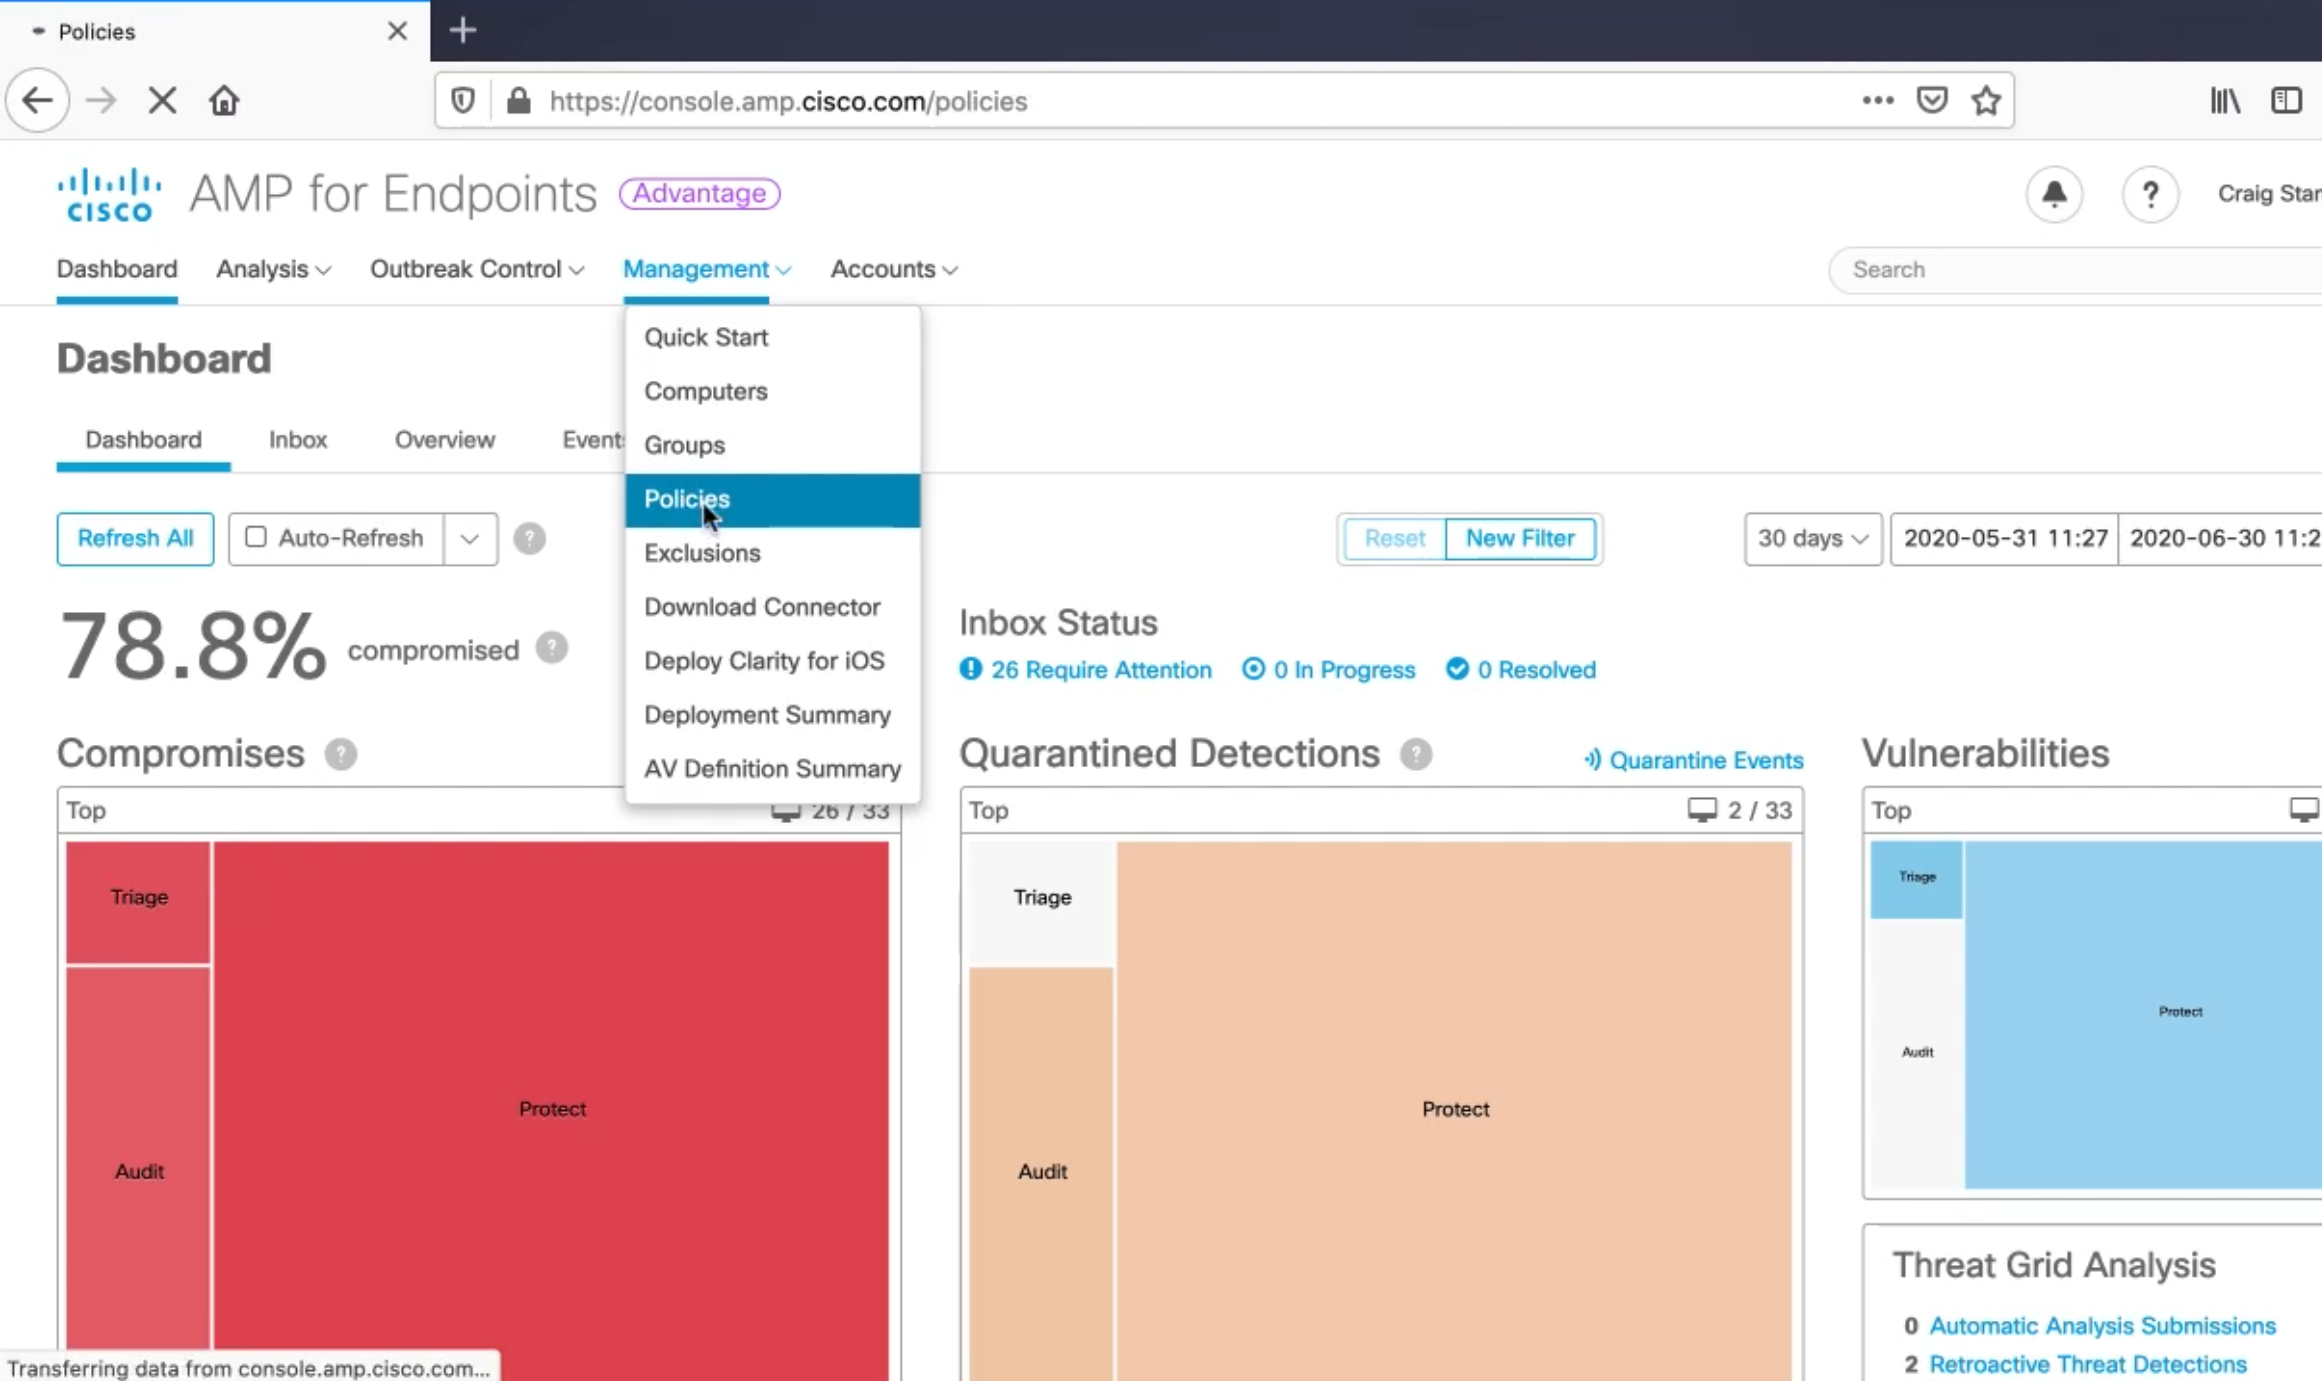 Policies
https://console.amp.cisco.com/policies
CISCO AMP for Endpoints Advantage
? Craig
Dashboard Analysis Outbreak Control Management Accounts
Search
Quick Start
Computers
Groups
Policies
Exclusions
Download Connector
Deploy Clarity for iOS
Deployment Summary
AV Definition Summary
Dashboard
Dashboard Inbox Overview
Refresh All Auto-Refresh ?
Reset New Filter
30 days 2020-05-31 11:27 2020-06-30
78.8% compromised ?
Inbox Status
26 Require Attention 0 In Progress 0 Resolved
Compromises ?
Top 26 / 33
Triage
Protect
Audit
Quarantined Detections ? Quarantine Events
Top 2 / 33
Triage
Protect
Audit
Vulnerabilities
Top
Triage
Protect
Audit
Threat Grid Analysis
0 Automatic Analysis Submissions
2 Retroactive Threat Detections
Transferring data from console.amp.cisco.com...